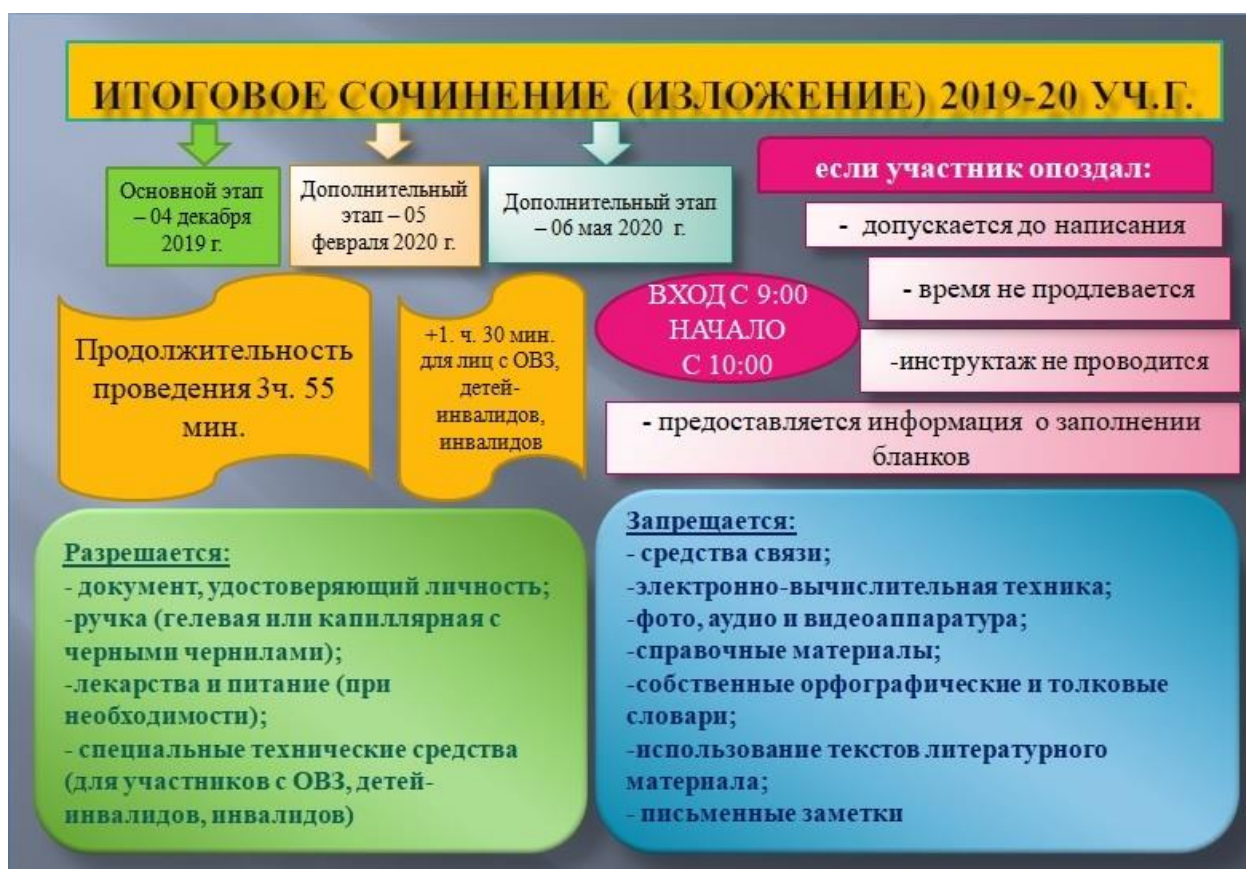 ИТОГОВОЕ СОЧИНЕНИЕ (ИЗЛОЖЕНИЕ) 2019-20 УЧ.Г.
Основной этап
– 04 декабря
2019 г.
Дополнительный
этап – 05
февраля 2020 г.
Дополнительный этап
– 06 мая 2020 г.
если участник опоздал:
- допускается до написания
- время не продлевается
-инструктаж не проводится
- предоставляется информация о заполнении
бланков
ВХОД С 9:00
НАЧАЛО
С 10:00
Продолжительность
проведения 3ч. 55
мин.
+1. ч. 30 мин.
для лиц с ОВЗ,
детей-
инвалидов,
инвалидов
Разрешается:
- документ, удостоверяющий личность;
-ручка (гелевая или капиллярная с
черными чернилами);
-лекарства и питание (при
необходимости);
- специальные технические средства
(для участников с ОВЗ, детей-
инвалидов, инвалидов)
Запрещается:
- средства связи;
-электронно-вычислительная техника;
-фото, аудио и видеоаппаратура;
-справочные материалы;
-собственные орфографические и толковые
словари;
-использование текстов литературного
материала;
- письменные заметки